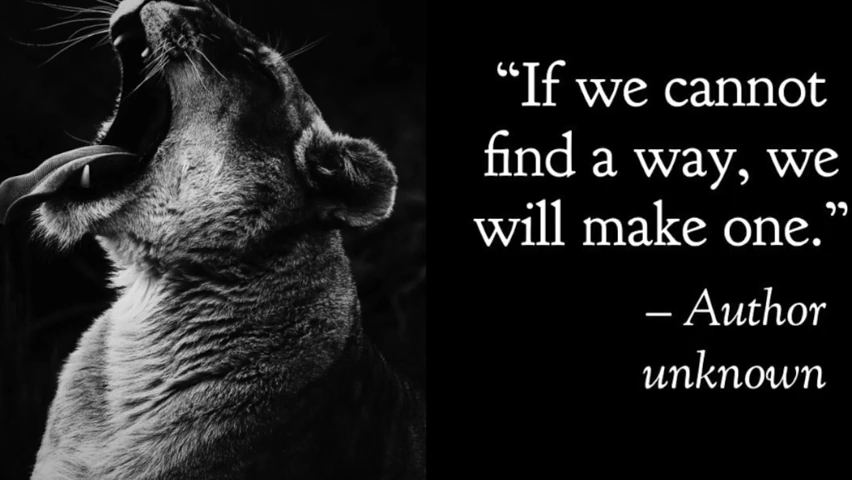 “If we cannot
find a way, we
will make one.”
– Author
unknown